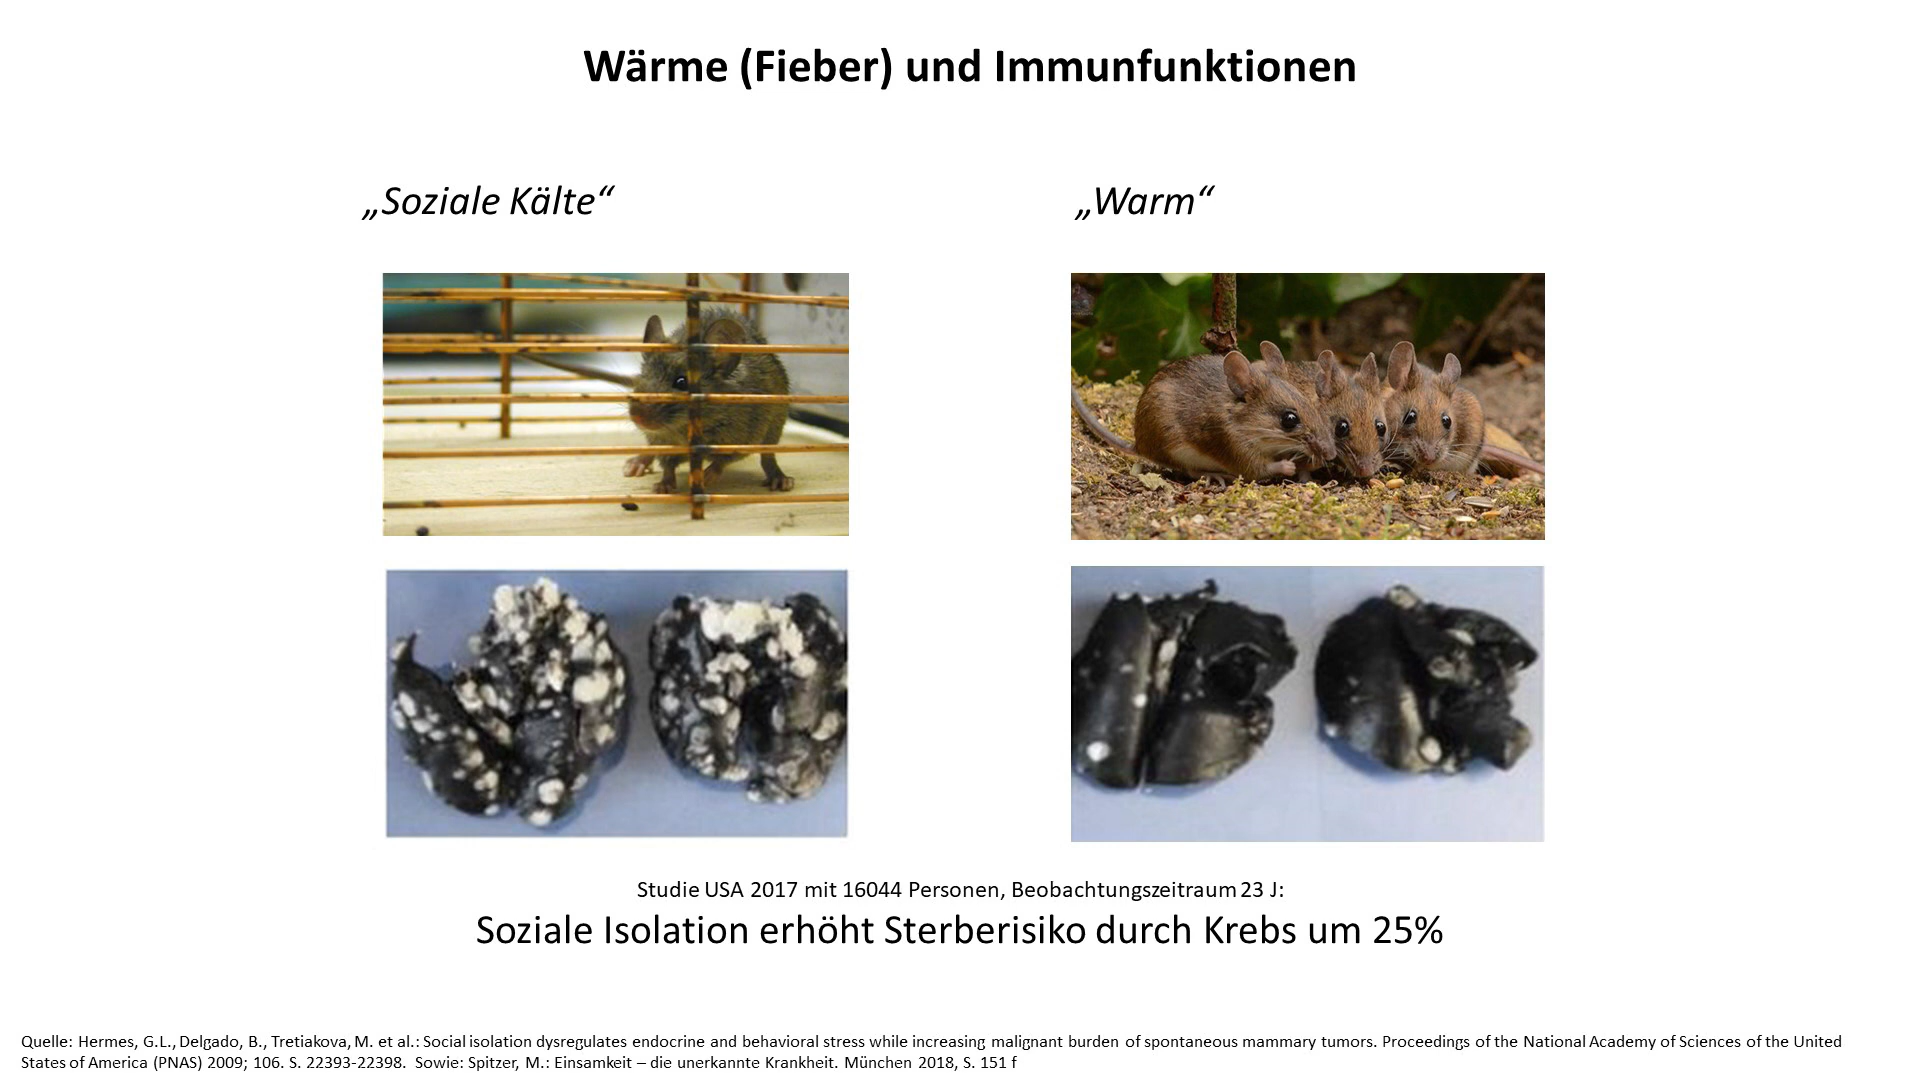 Wärme (Fieber) und Immunfunktionen
„Soziale Kälte“
„Warm“
Studie USA 2017 mit 16044 Personen, Beobachtungszeitraum 23 J:
Soziale Isolation erhöht Sterberisiko durch Krebs um 25%
Quelle: Hermes, G.L., Delgado, B., Tretiakova, M. et al.: Social isolation dysregulates endocrine and behavioral stress while increasing malignant burden of spontaneous mammary tumors. Proceedings of the National Academy of Sciences of the United
States of America (PNAS) 2009; 106. S. 22393-22398. Sowie: Spitzer, M.: Einsamkeit – die unerkannte Krankheit. München 2018, S. 151 f